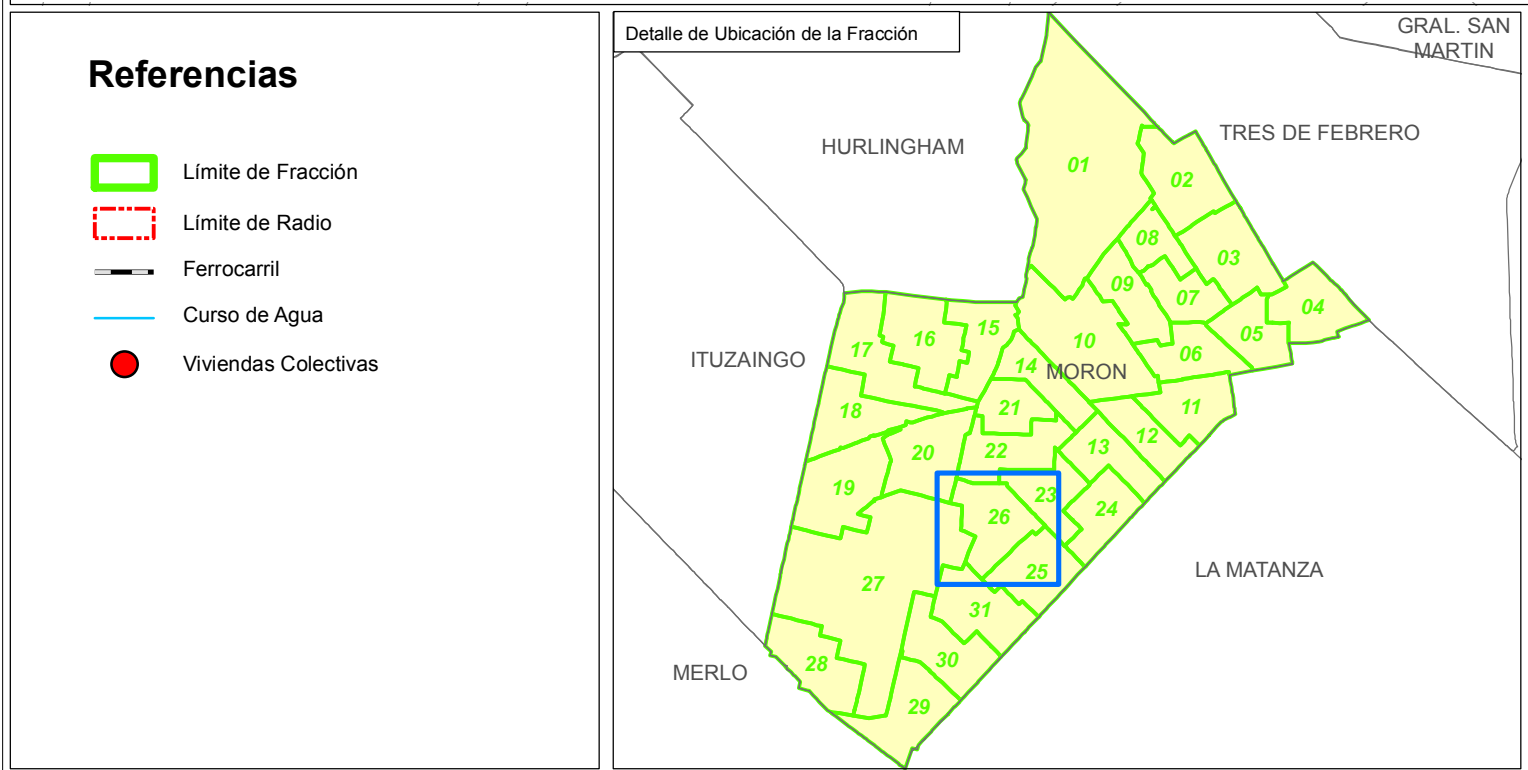 Referencias
Límite de Fracción
Límite de Radio
Ferrocarril
Curso de Agua
Viviendas Colectivas
Detalle de Ubicación de la Fracción
GRAL. SAN
MARTIN
TRES DE FEBRERO
HURLINGHAM
01
02
08
03
09
07
04
15
16
10
05
17
06
ITUZAINGO
14
MORON
18
21
11
12
13
22
20
19
23
24
26
25
LA MATANZA
27
31
30
28
MERLO
29